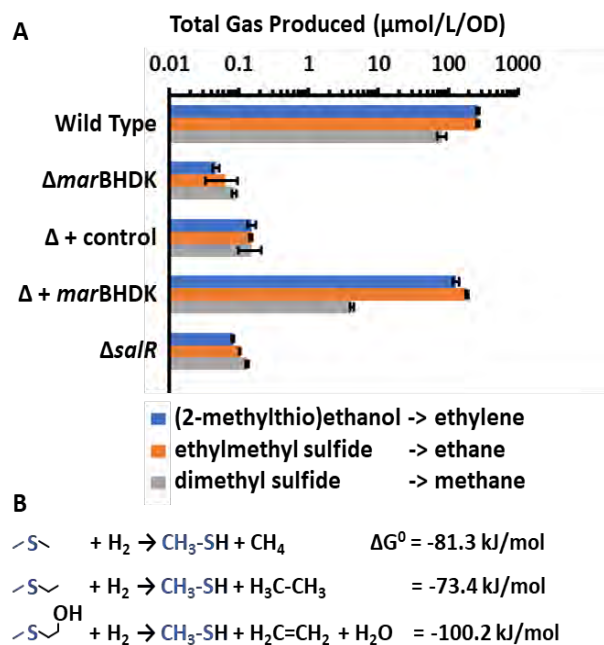 A
Total Gas Produced (µmol/L/OD)
0.01 0.1 1 10 100 1000
Wild Type
ΔmarBHDK
Δ + control
Δ + marBHDK
ΔsalR
(2-methylthio)ethanol -> ethylene
ethylmethyl sulfide -> ethane
dimethyl sulfide -> methane
B
S + H₂ → CH₃-SH + CH₄ ΔG⁰ = -81.3 kJ/mol
S + H₂ → CH₃-SH + H₃C-CH₃ = -73.4 kJ/mol
OH
S + H₂ → CH₃-SH + H₂C=CH₂ + H₂O = -100.2 kJ/mol